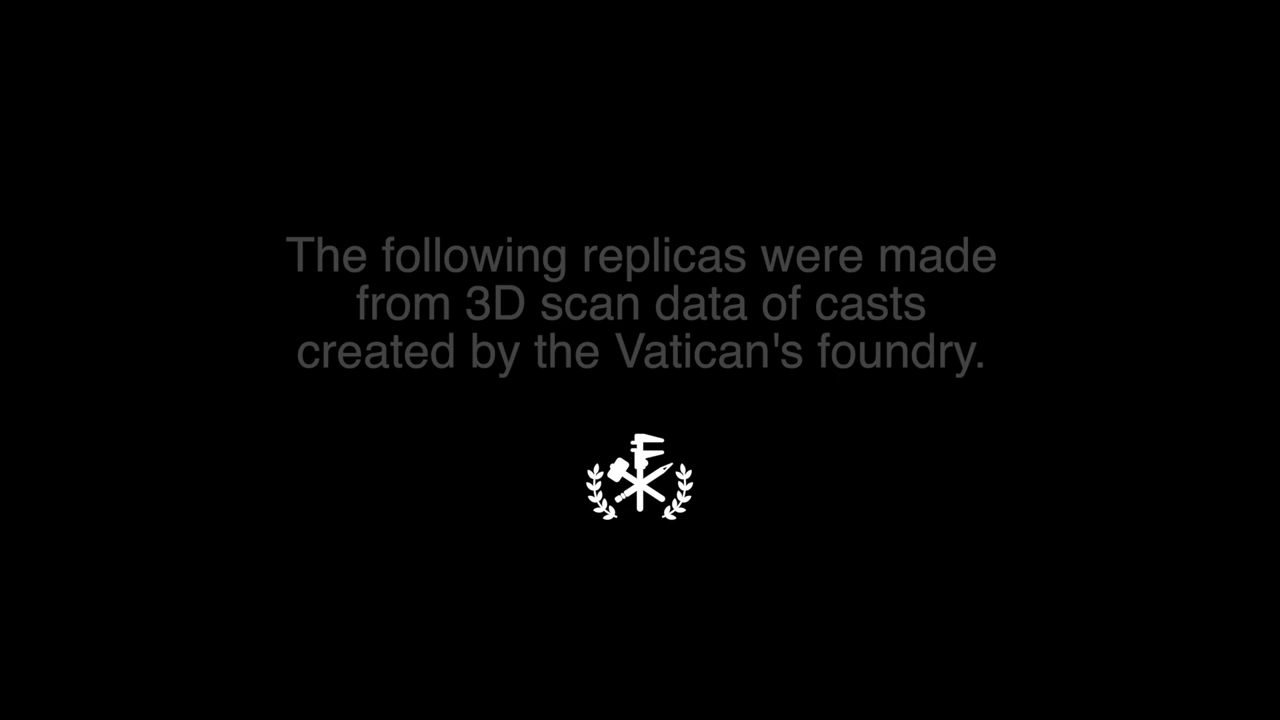 The following replicas were made
from 3D scan data of casts
created by the Vatican's foundry.